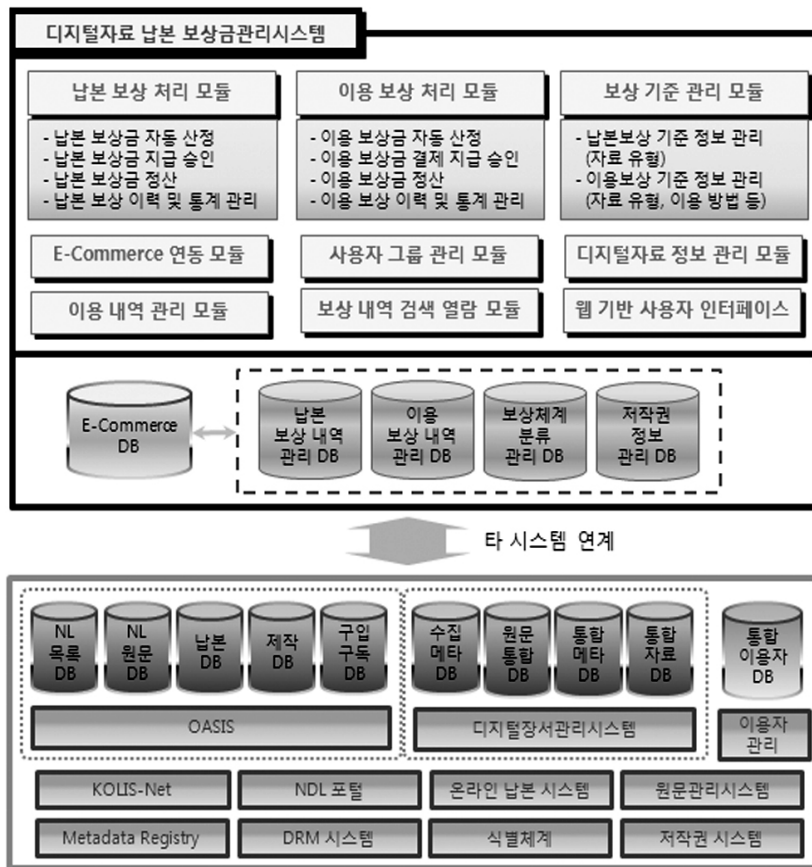 디지털자료 납본 보상금관리시스템
납본 보상 처리 모듈
- 납본 보상금 자동 산정
- 납본 보상금 지급 승인
- 납본 보상금 정산
- 납본 보상 이력 및 통계 관리
이용 보상 처리 모듈
- 이용 보상금 자동 산정
- 이용 보상금 결제 지급 승인
- 이용 보상금 정산
- 이용 보상 이력 및 통계 관리
보상 기준 관리 모듈
- 납본보상 기준 정보 관리
(자료 유형)
- 이용보상 기준 정보 관리
(자료 유형, 이용 방법 등)
E-Commerce 연동 모듈
사용자 그룹 관리 모듈
디지털자료 정보 관리 모듈
이용 내역 관리 모듈
보상 내역 검색 열람 모듈
웹 기반 사용자 인터페이스
E-Commerce
DB
납본
보상 내역
관리 DB
이용
보상 내역
관리 DB
보상체계
분류
관리 DB
저작권
정보
관리 DB
타 시스템 연계
NL
목록
DB
NL
원문
DB
납본
DB
제작
DB
구입
구독
DB
수집
메타
DB
원문
통합
DB
통합
메타
DB
통합
자료
DB
통합
이용자
DB
OASIS
디지털장서관리시스템
이용자
관리
KOLIS-Net
NDL 포털
온라인 납본 시스템
원문관리시스템
Metadata Registry
DRM 시스템
식별체계
저작권 시스템